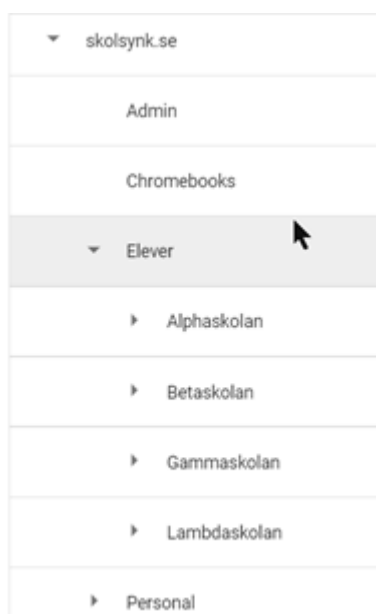 skolsynk.se
Admin
Chromebooks
Elever
Alphaskolan
Betaskolan
Gammaskolan
Lambdaskolan
Personal